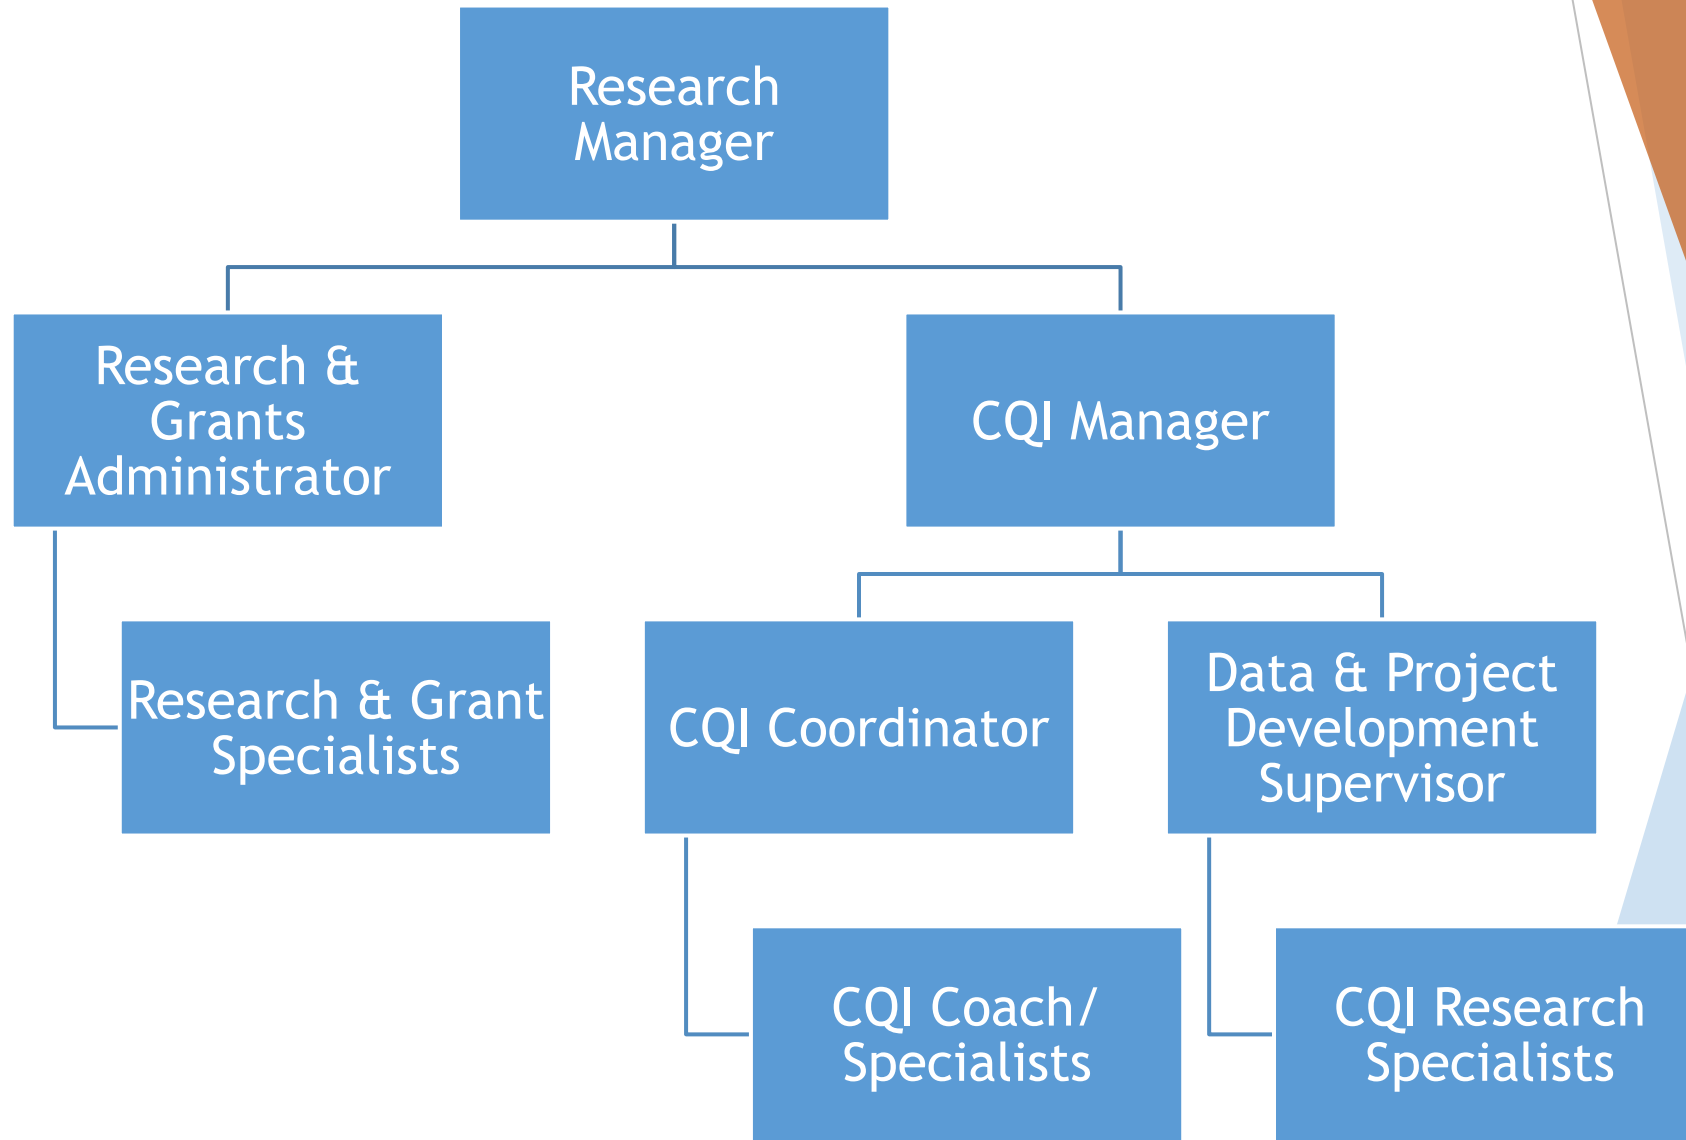 Research
Manager
Research &
Grants
Administrator
CQI Manager
Research & Grant
Specialists
CQI Coordinator
Data & Project
Development
Supervisor
CQI Coach/
Specialists
CQI Research
Specialists